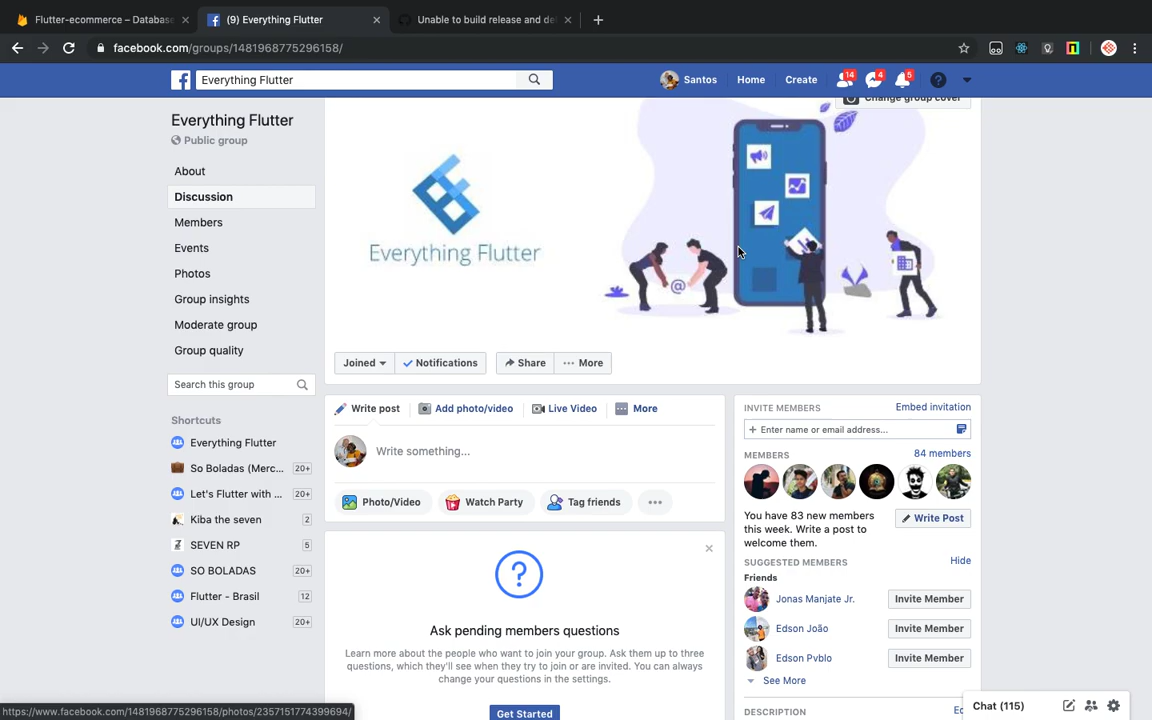 Flutter-ecommerce – Database
(9) Everything Flutter
Unable to build release and de
facebook.com/groups/1481968775296158/
Everything Flutter
Santos
Home
Create
14
4
5
Everything Flutter
Public group
About
Discussion
Members
Events
Photos
Group insights
Moderate group
Group quality
Search this group
Shortcuts
Everything Flutter
So Boladas (Merc... 20+
Let's Flutter with ... 20+
Kiba the seven 2
SEVEN RP 5
SO BOLADAS 20+
Flutter - Brasil 12
UI/UX Design 20+
Change group cover
Everything Flutter
@
Joined
Notifications
Share
More
Write post
Add photo/video
Live Video
More
Write something...
Photo/Video
Watch Party
Tag friends
Ask pending members questions
Learn more about the people who want to join your group. Ask them up to three
questions, which they'll see when they try to join or are invited. You can always
change your questions in the settings.
Get Started
INVITE MEMBERS
Embed invitation
+ Enter name or email address...
MEMBERS
84 members
You have 83 new members
this week. Write a post to
welcome them.
Write Post
SUGGESTED MEMBERS
Hide
Friends
Jonas Manjate Jr.
Invite Member
Edson João
Invite Member
Edson Pvblo
Invite Member
See More
DESCRIPTION
Chat (115)
https://www.facebook.com/1481968775296158/photos/2357151774399694/